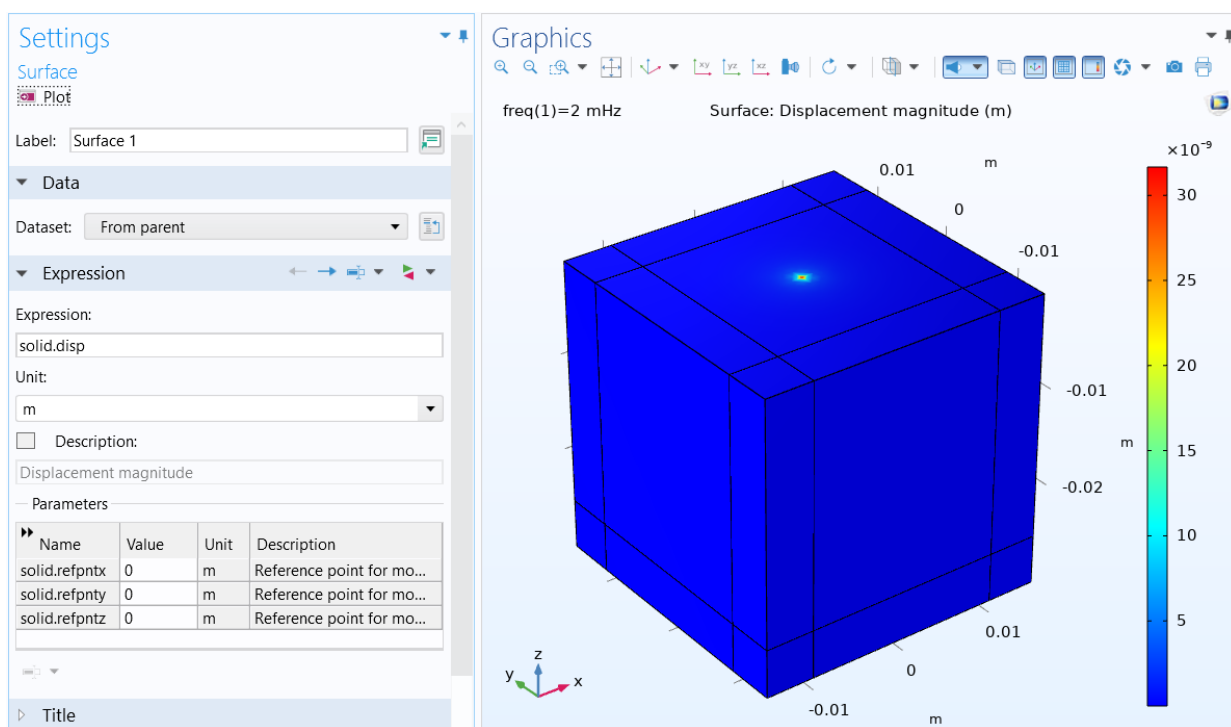 Settings
Surface
Plot
Label: Surface 1
Data
Dataset: From parent
Expression
Expression:
solid.disp
Unit:
m
Description:
Displacement magnitude
Parameters
Name Value Unit Description
solid.refpntx 0 m Reference point for mo...
solid.refpnty 0 m Reference point for mo...
solid.refpntz 0 m Reference point for mo...
Title
Graphics
xy yz xz
freq(1)=2 mHz Surface: Displacement magnitude (m)
×10⁻⁹
0.01 m
0
-0.01
-0.01
m
-0.02
0.01
0
-0.01
m
30
25
20
15
10
5
z
y x